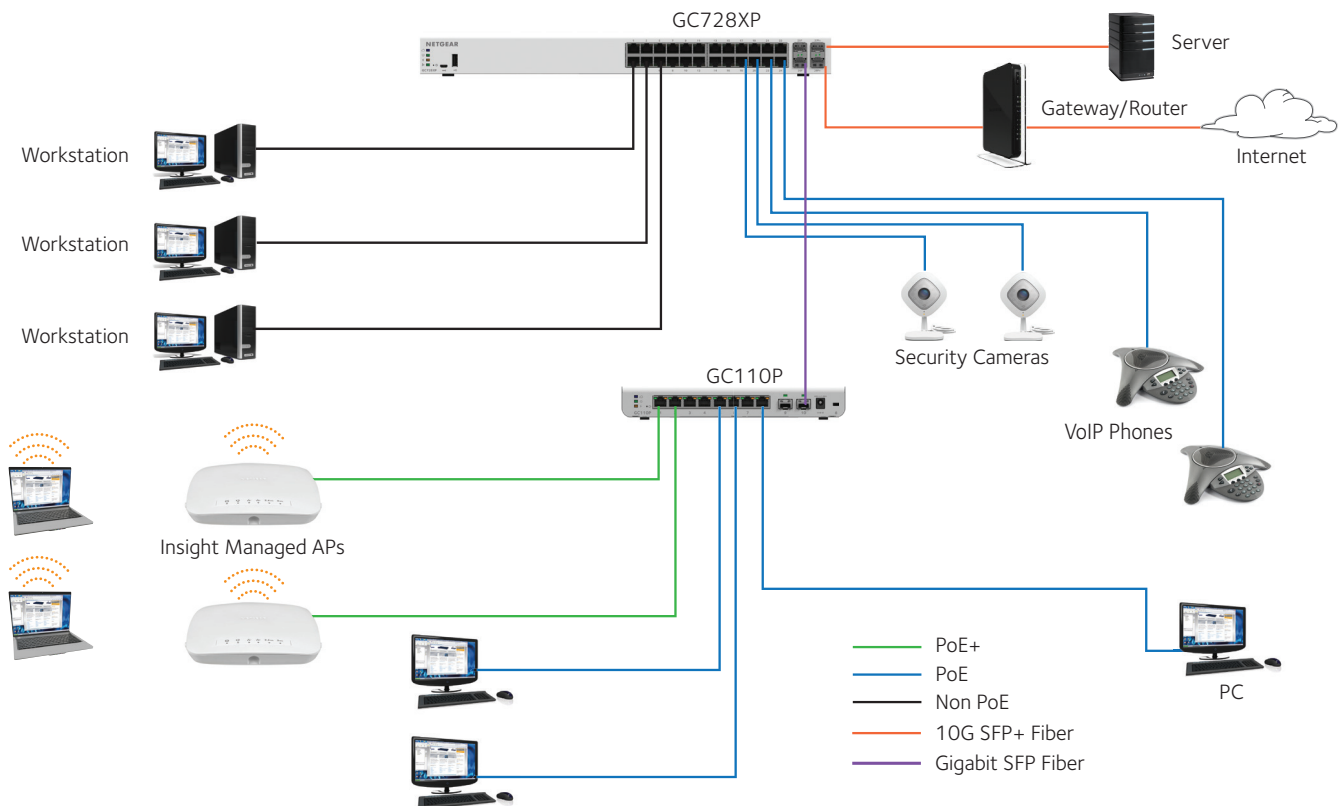 GC728XP
NETGEAR
Server
Gateway/Router
Internet
Workstation
Workstation
Workstation
Security Cameras
GC110P
VoIP Phones
Insight Managed APs
PoE+
PoE
Non PoE
10G SFP+ Fiber
Gigabit SFP Fiber
PC